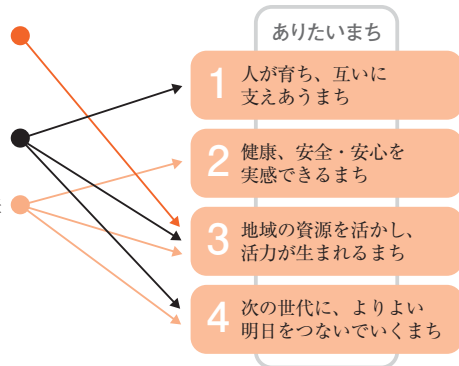 ありたいまち
1 人が育ち、互いに
支えあうまち
2 健康、安全・安心を
実感できるまち
3 地域の資源を活かし、
活力が生まれるまち
4 次の世代に、よりよい
明日をつないでいくまち